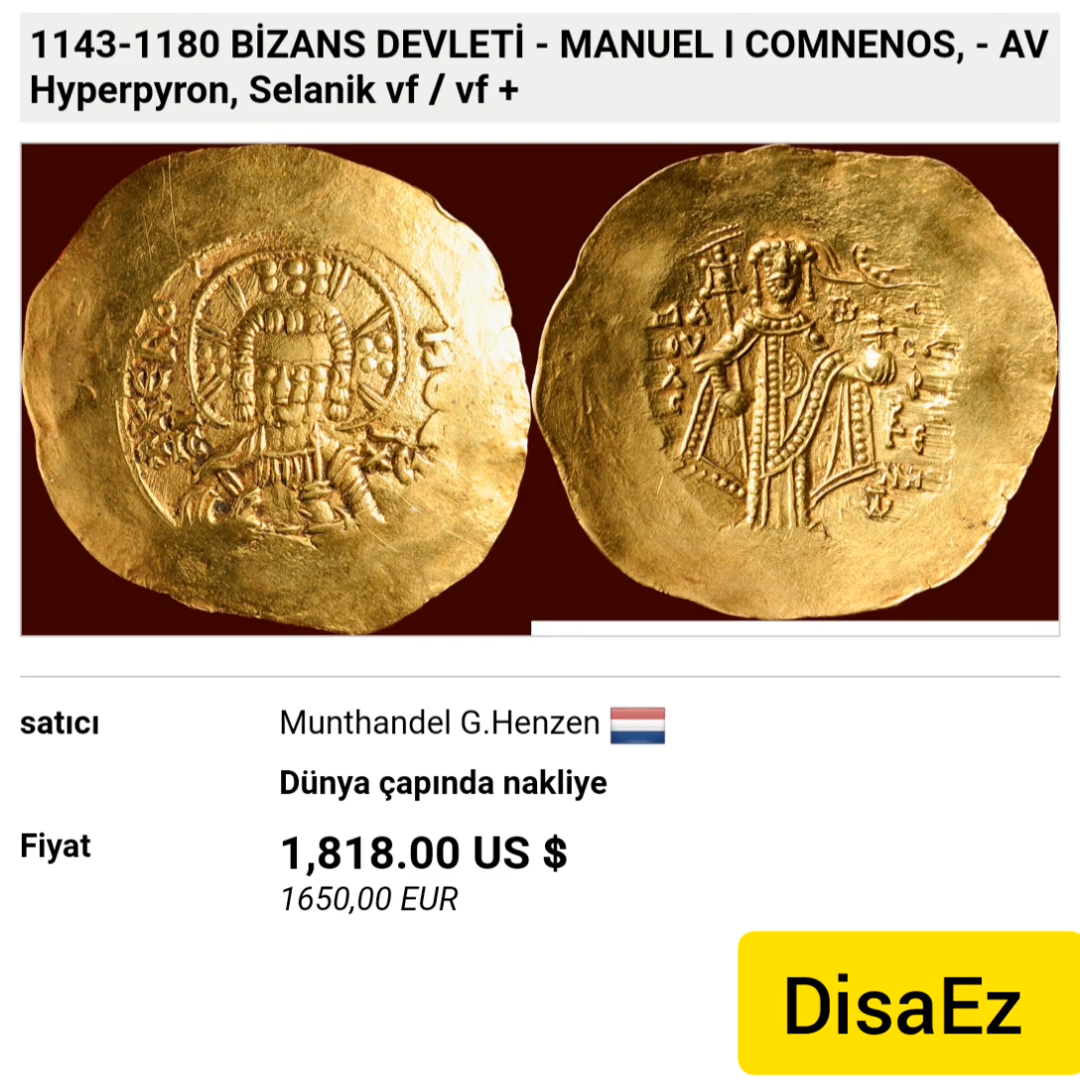 1143-1180 BİZANS DEVLETİ - MANUEL I COMNENOS, - AV
Hyperpyron, Selanik vf / vf +
satıcı Munthandel G.Henzen
Dünya çapında nakliye
Fiyat 1,818.00 US $
1650,00 EUR
DisaEz